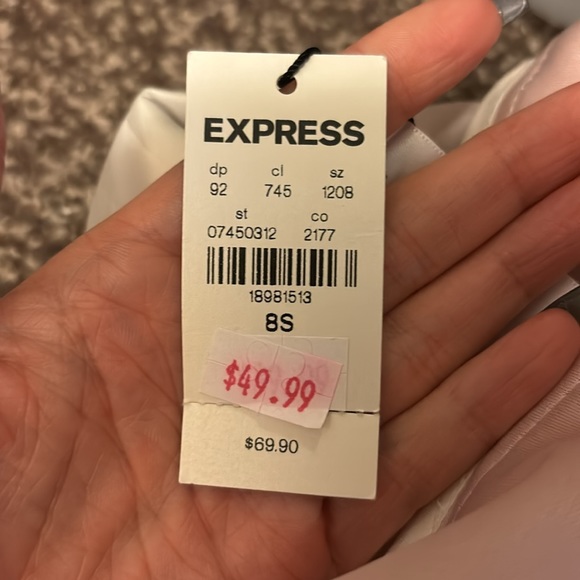 EXPRESS
dp cl sz
92 745 1208
st co
07450312 2177
18981513
8S
$49.99
$69.90